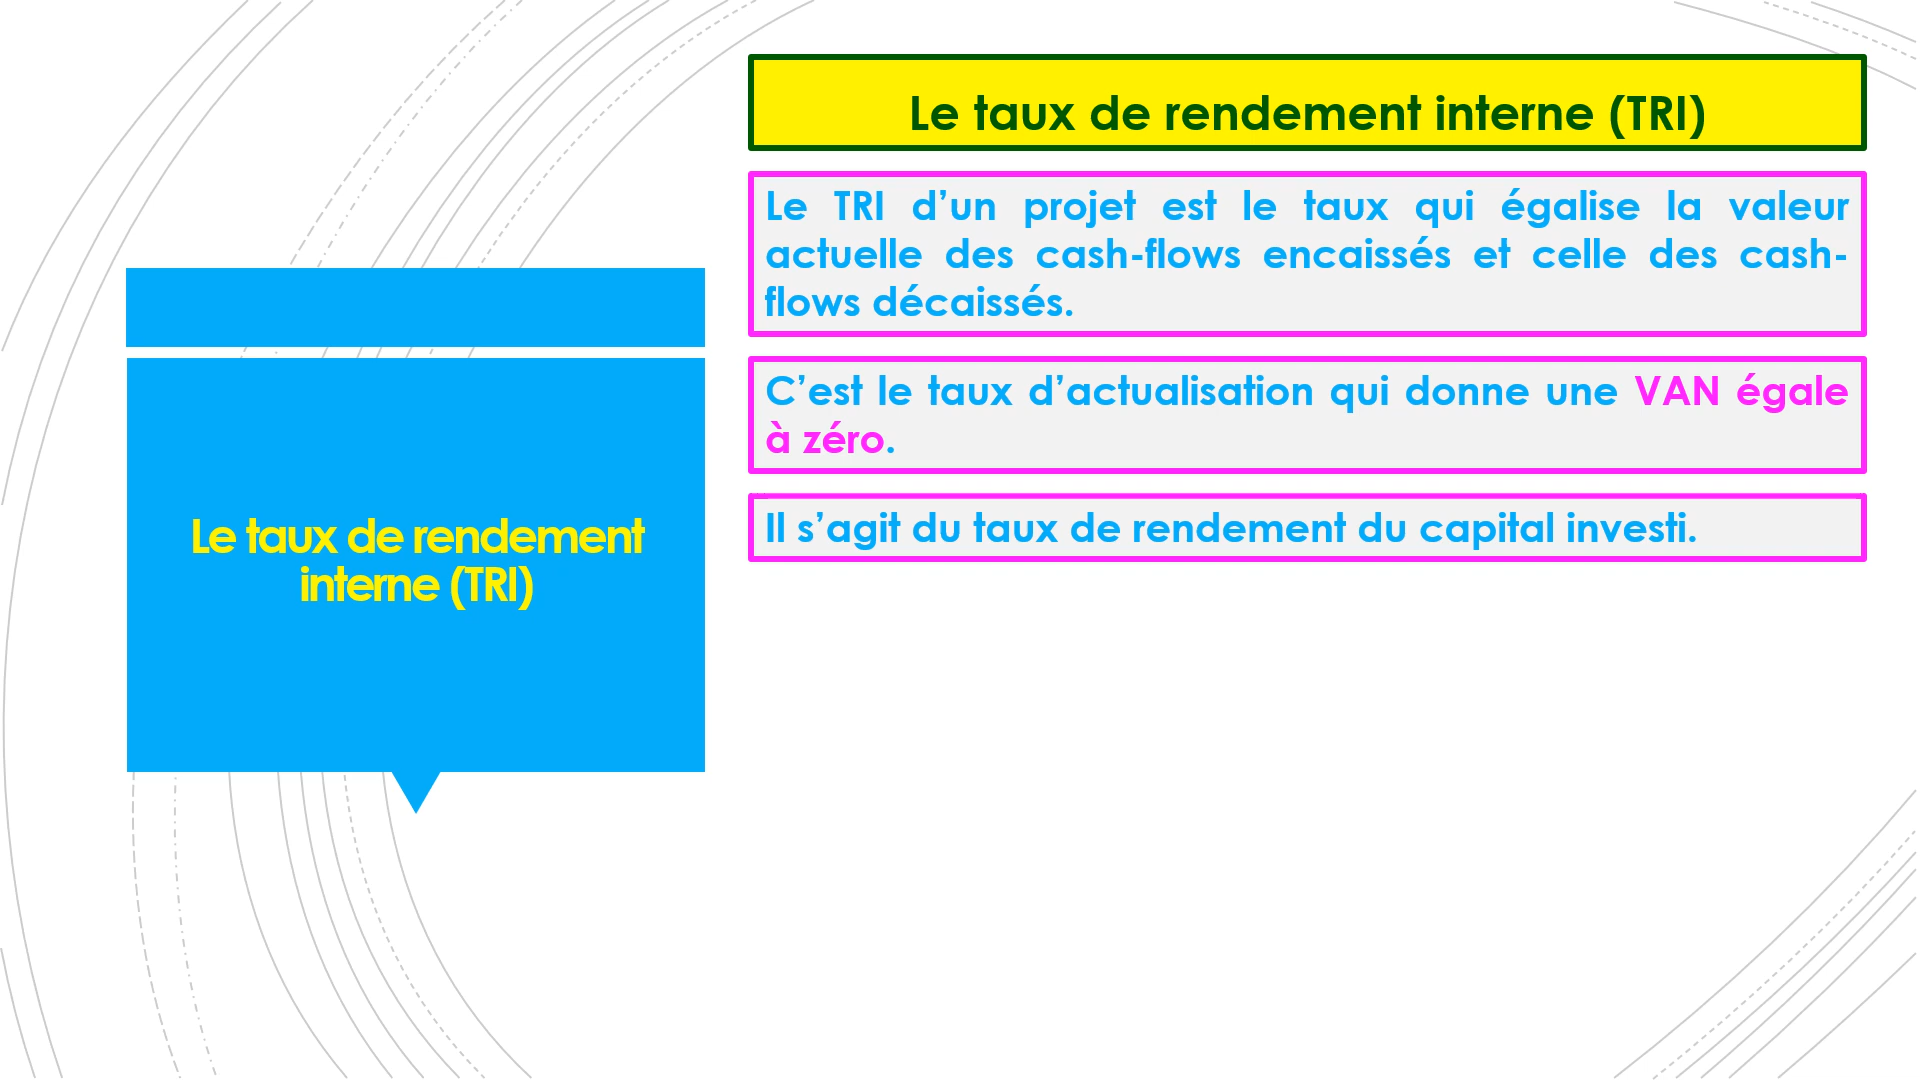 Le taux de rendement
interne (TRI)
Le taux de rendement interne (TRI)
Le TRI d’un projet est le taux qui égalise la valeur
actuelle des cash-flows encaissés et celle des cash-
flows décaissés.
C’est le taux d’actualisation qui donne une VAN égale
à zéro.
Il s’agit du taux de rendement du capital investi.